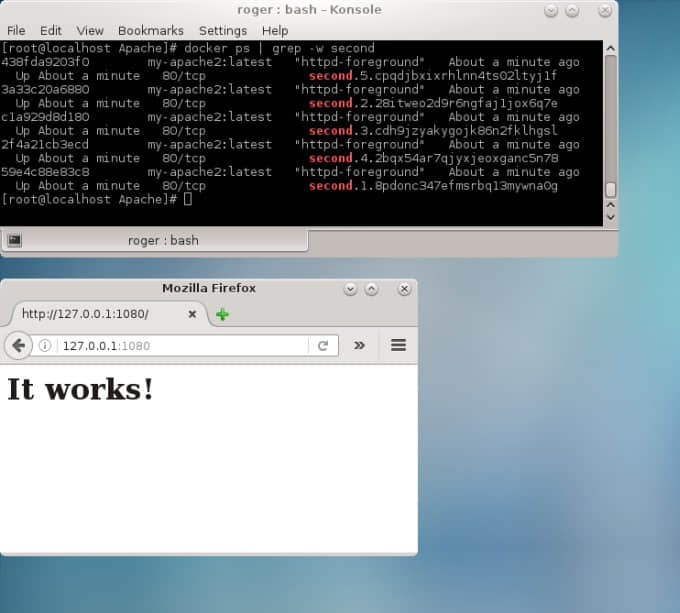 roger : bash – Konsole
File Edit View Bookmarks Settings Help
[root@localhost Apache]# docker ps | grep -w second
438fda9203f0 my-apache2:latest "httpd-foreground" About a minute ago
Up About a minute 80/tcp second.5.cpqdjbxixrhlnn4ts02ltyj1f
3a33c20a6880 my-apache2:latest "httpd-foreground" About a minute ago
Up About a minute 80/tcp second.2.28itweo2d9r6ngfaj1jox6q7e
c1a929d8d180 my-apache2:latest "httpd-foreground" About a minute ago
Up About a minute 80/tcp second.3.cdh9jzyakygojk86n2fklhgsl
2f4a21cb3ecd my-apache2:latest "httpd-foreground" About a minute ago
Up About a minute 80/tcp second.4.2bqx54ar7qjyxjeoxganc5n78
59e4c88e83c8 my-apache2:latest "httpd-foreground" About a minute ago
Up About a minute 80/tcp second.1.8pdonc347efmsrbq13mywna0g
[root@localhost Apache]#
roger : bash
Mozilla Firefox
http://127.0.0.1:1080/
127.0.0.1:1080
It works!